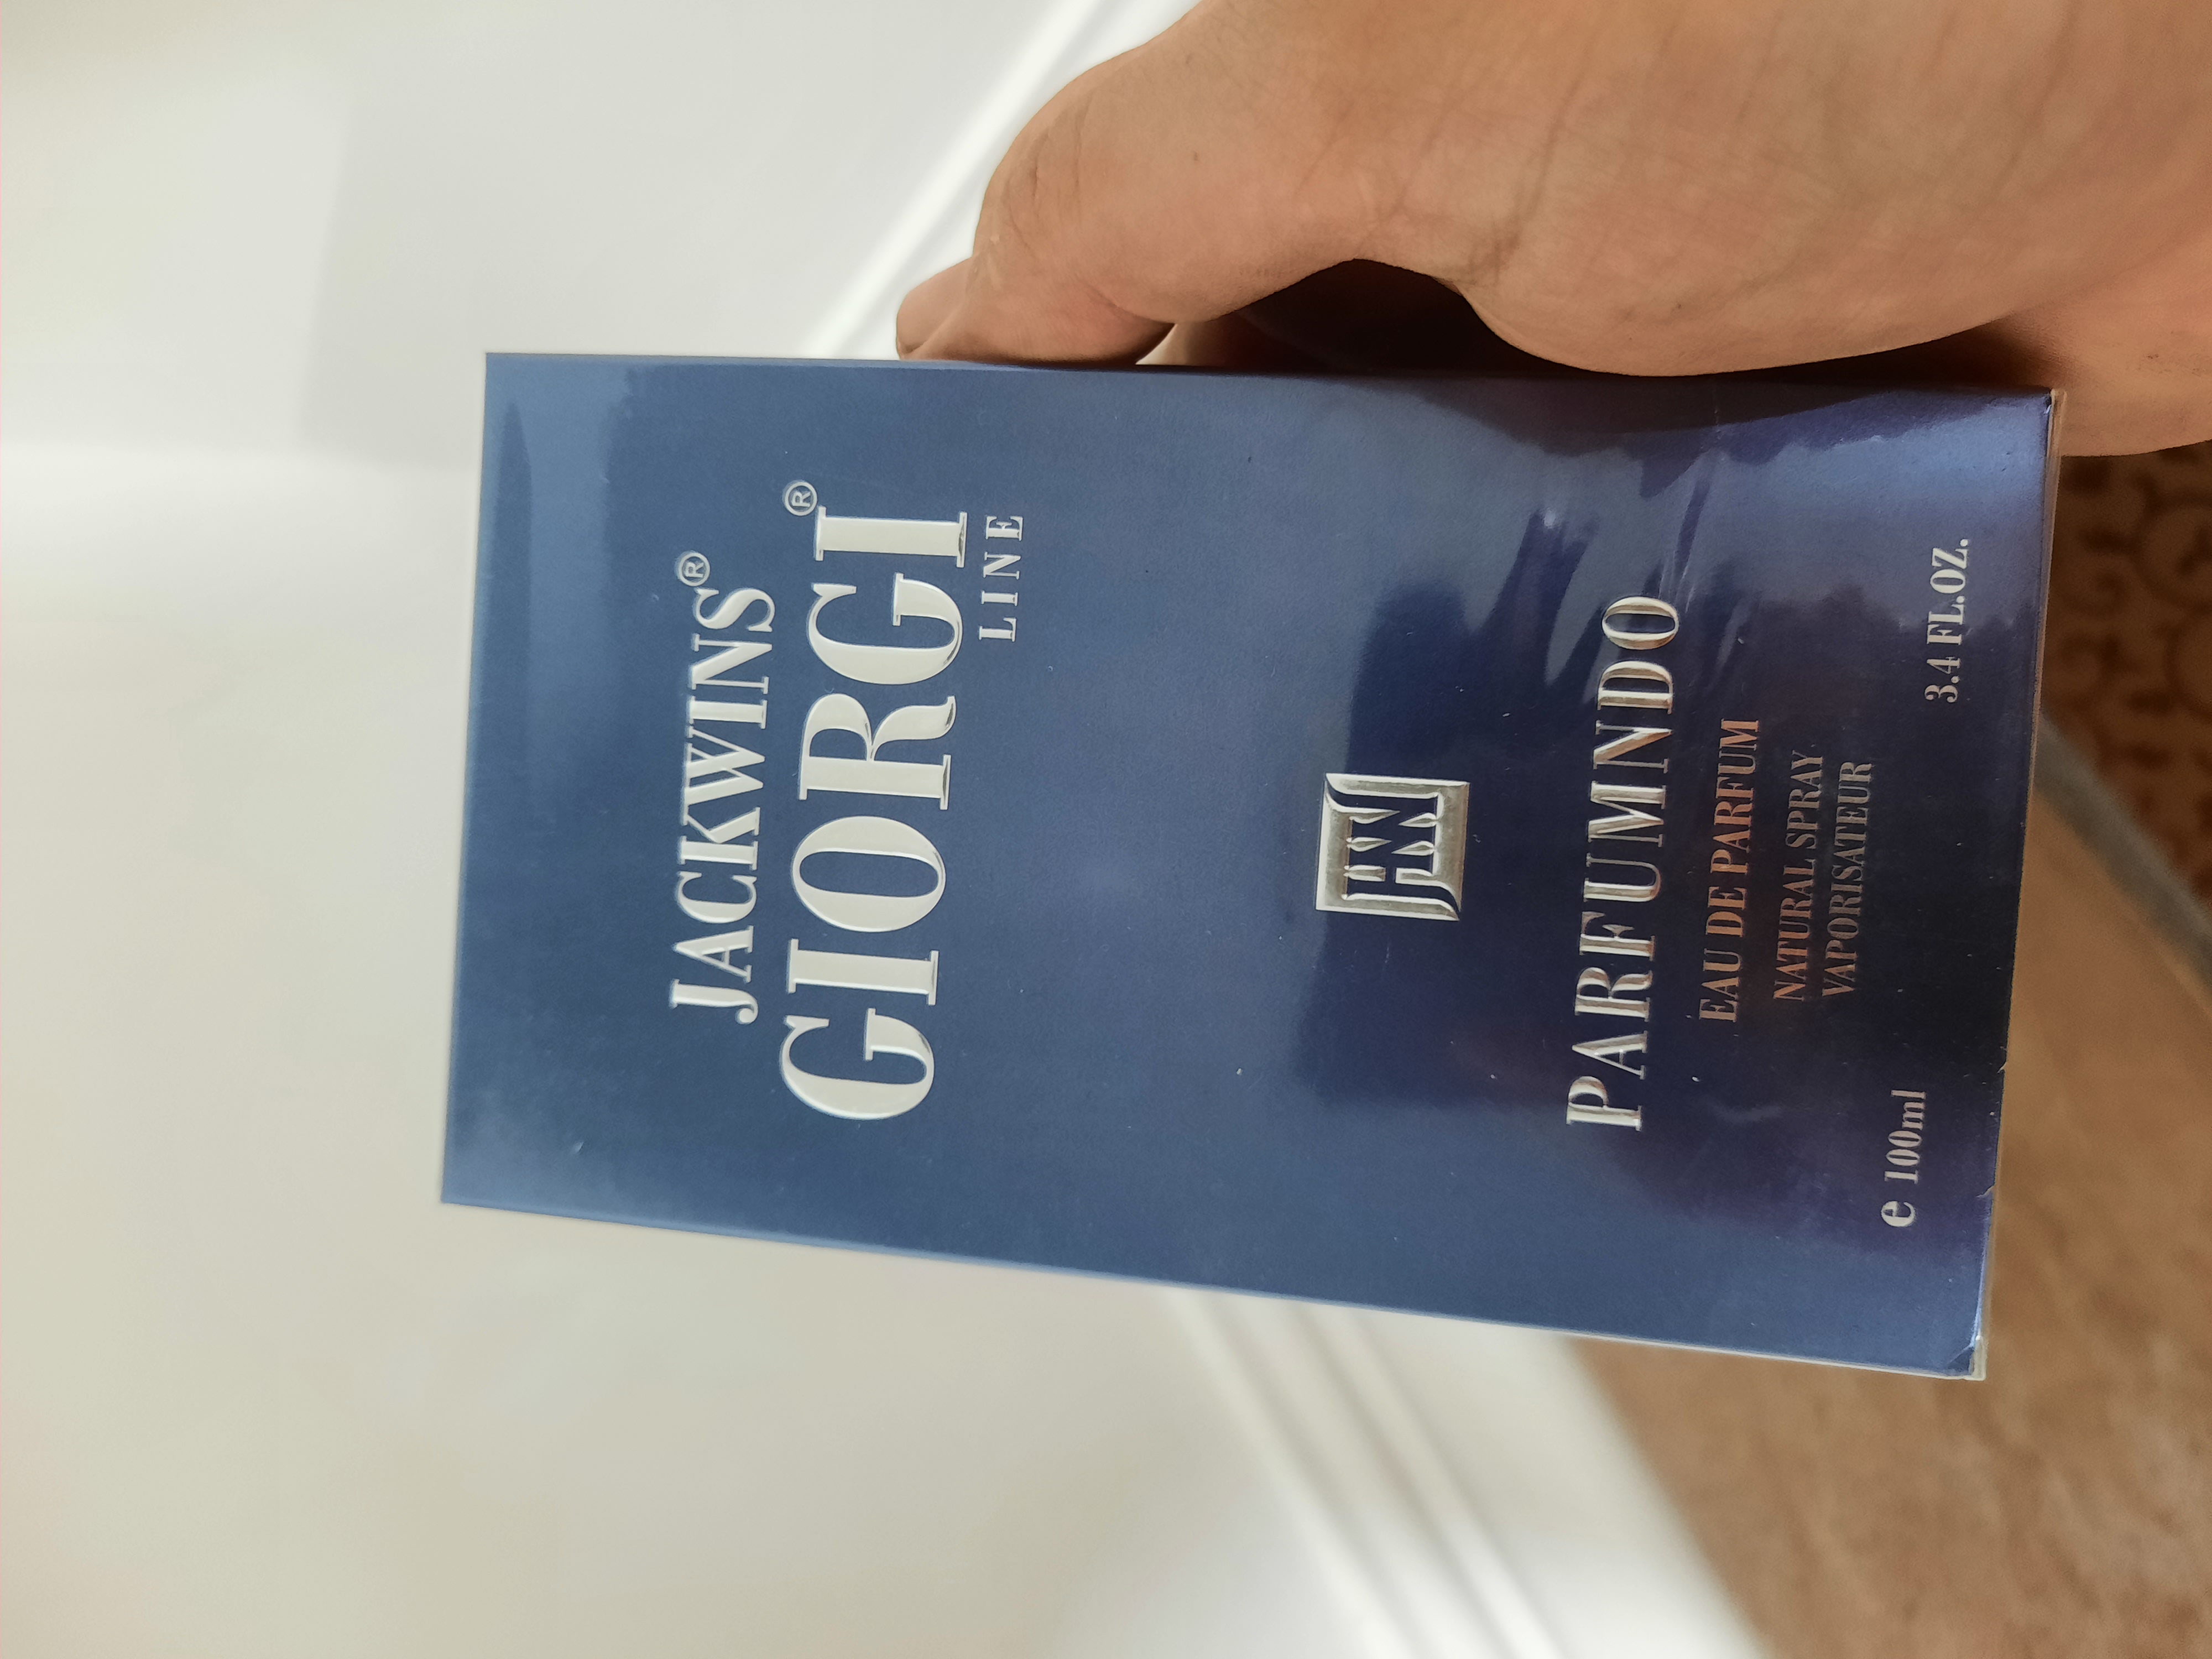 JACKWINS®
GIORGI®
LINE
PARFUMNDO
EAU DE PARFUM
NATURAL SPRAY
VAPORISATEUR
e 100ml 3.4 FL.OZ.